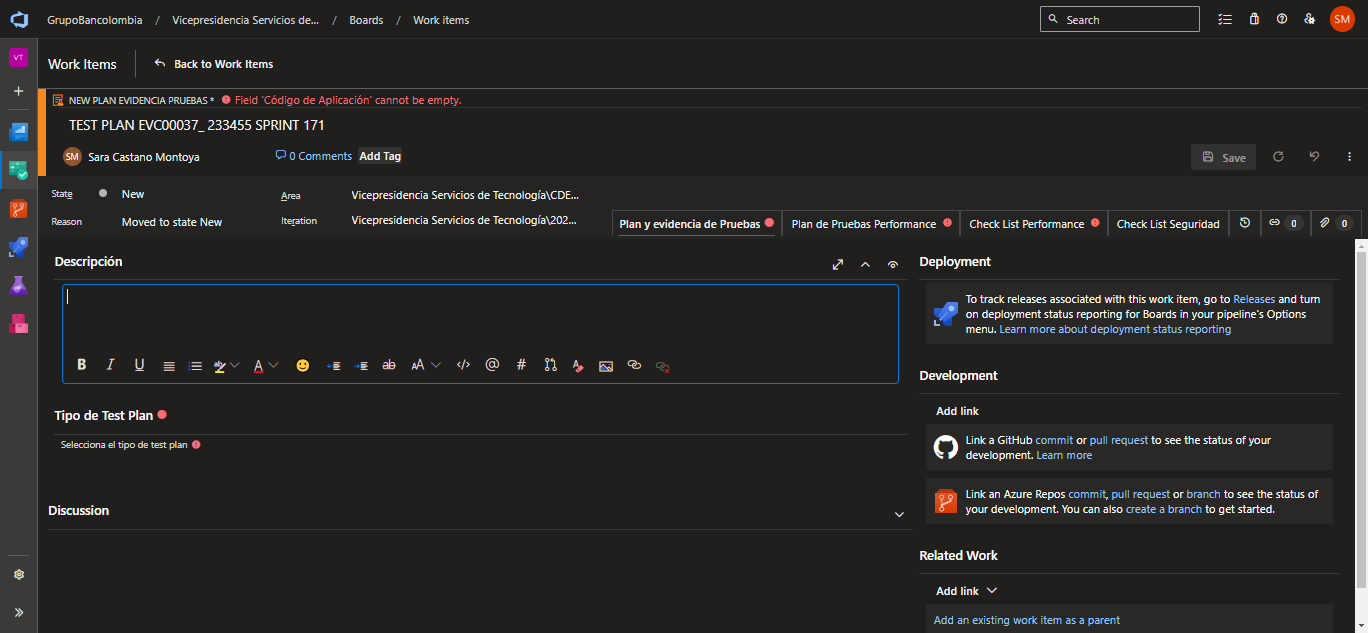 GrupoBancolombia / Vicepresidencia Servicios de... / Boards / Work items
Search
SM
VT
Work Items
Back to Work Items
NEW PLAN EVIDENCIA PRUEBAS * Field 'Código de Aplicación' cannot be empty.
TEST PLAN EVC00037_ 233455 SPRINT 171
SM Sara Castano Montoya
0 Comments
Add Tag
Save
State
New
Area
Vicepresidencia Servicios de Tecnología\CDE...
Reason
Moved to state New
Iteration
Vicepresidencia Servicios de Tecnología\202...
Plan y evidencia de Pruebas
Plan de Pruebas Performance
Check List Performance
Check List Seguridad
0
0
Descripción
B I U A ab AA </> @ #
Tipo de Test Plan
Selecciona el tipo de test plan
Discussion
Deployment
To track releases associated with this work item, go to Releases and turn
on deployment status reporting for Boards in your pipeline's Options
menu. Learn more about deployment status reporting
Development
Add link
Link a GitHub commit or pull request to see the status of your
development. Learn more
Link an Azure Repos commit, pull request or branch to see the status of
your development. You can also create a branch to get started.
Related Work
Add link
Add an existing work item as a parent